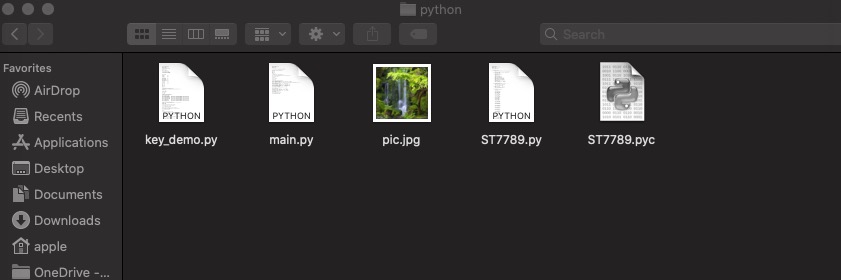 python
Search
Favorites
AirDrop
Recents
Applications
Desktop
Documents
Downloads
apple
OneDrive -...
PYTHON
key_demo.py
PYTHON
main.py
pic.jpg
PYTHON
ST7789.py
ST7789.pyc